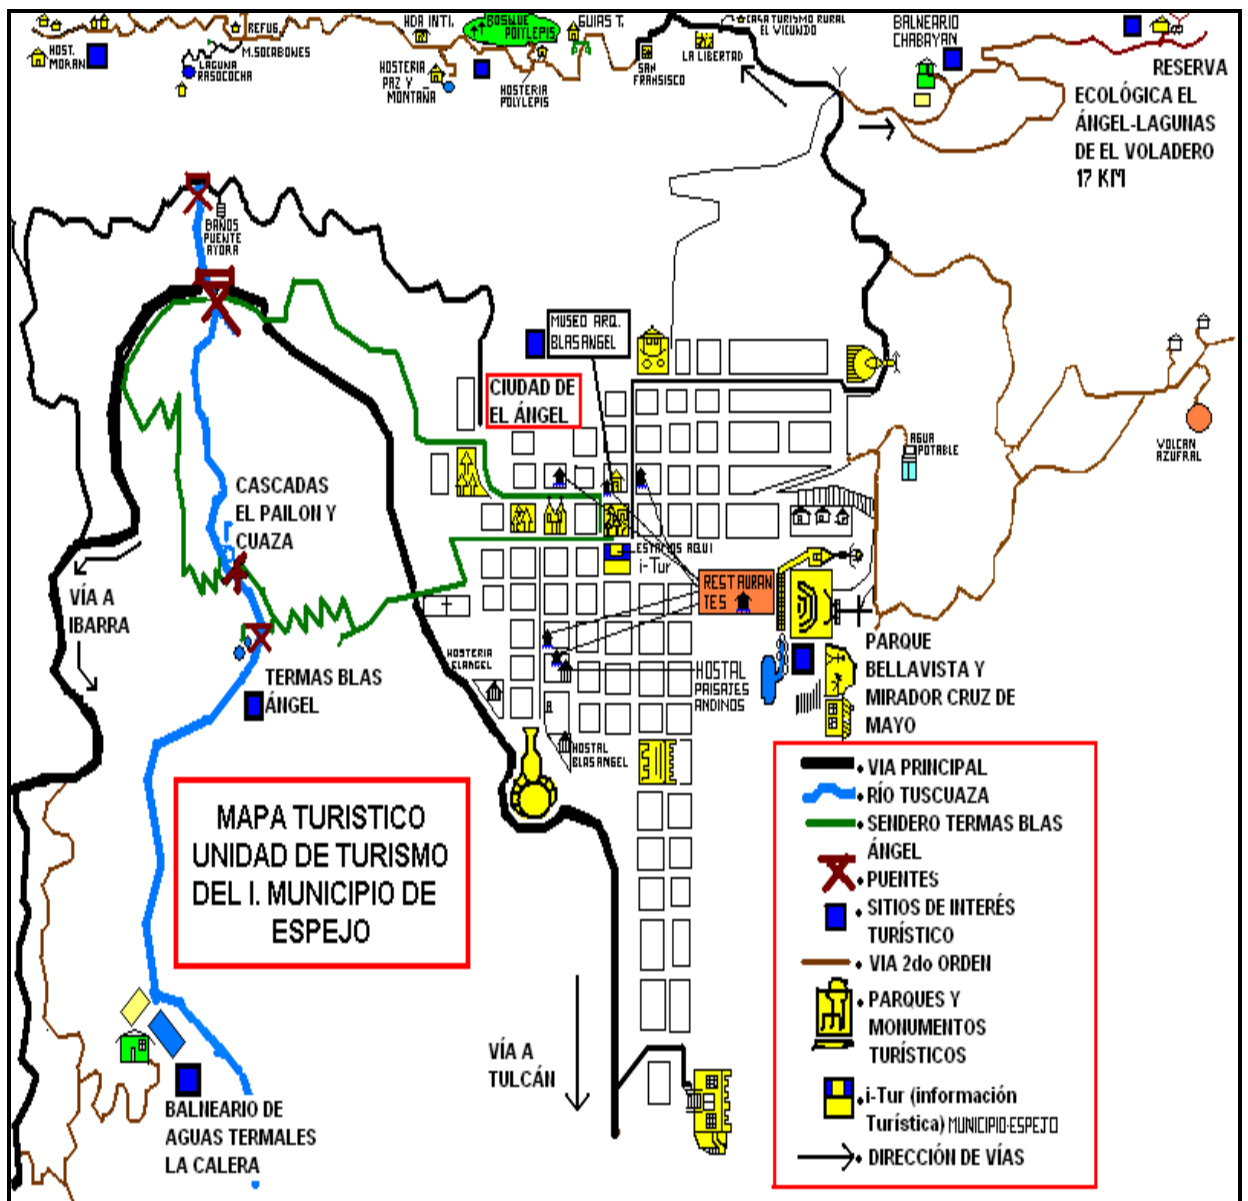 HOST.
MORAN
REFUG.
M.SOCABONES
LAGUNA
RASOCOCHA
HDA INTI.
BOSQUE
POLYLEPIS
HOSTERIA
PAZ Y
MONTAÑA
HOSTERIA
POLYLEPIS
GUIAS T.
SAN
FRANSISCO
LA LIBERTAD
CASA TURISMO RURAL
EL VICUNDO
BALNEARIO
CHABAYAN
RESERVA
ECOLÓGICA EL
ÁNGEL-LAGUNAS
DE EL VOLADERO
17 KM
BAÑOS
PUENTE
AYORA
MUSEO ARQ.
BLAS ANGEL
CIUDAD DE
EL ÁNGEL
AGUA
POTABLE
VOLCAN
AZUFRAL
CASCADAS
EL PAILON Y
CUAZA
VÍA A
IBARRA
ESTAMOS AQUI
i-Tur
RESTAURAN
TES
TERMAS BLAS
ÁNGEL
HOSTERIA
ELANGEL
HOSTAL
PAISAJES
ANDINOS
HOSTAL
BLAS ANGEL
PARQUE
BELLAVISTA Y
MIRADOR CRUZ DE
MAYO
MAPA TURISTICO
UNIDAD DE TURISMO
DEL I. MUNICIPIO DE
ESPEJO
VÍA A
TULCÁN
BALNEARIO DE
AGUAS TERMALES
LA CALERA
• VIA PRINCIPAL
• RÍO TUSCUAZA
• SENDERO TERMAS BLAS
ÁNGEL
• PUENTES
• SITIOS DE INTERÉS
TURÍSTICO
• VIA 2do ORDEN
• PARQUES Y
MONUMENTOS
TURÍSTICOS
• i-Tur (información
Turística) MUNICIPIO-ESPEJO
• DIRECCIÓN DE VÍAS